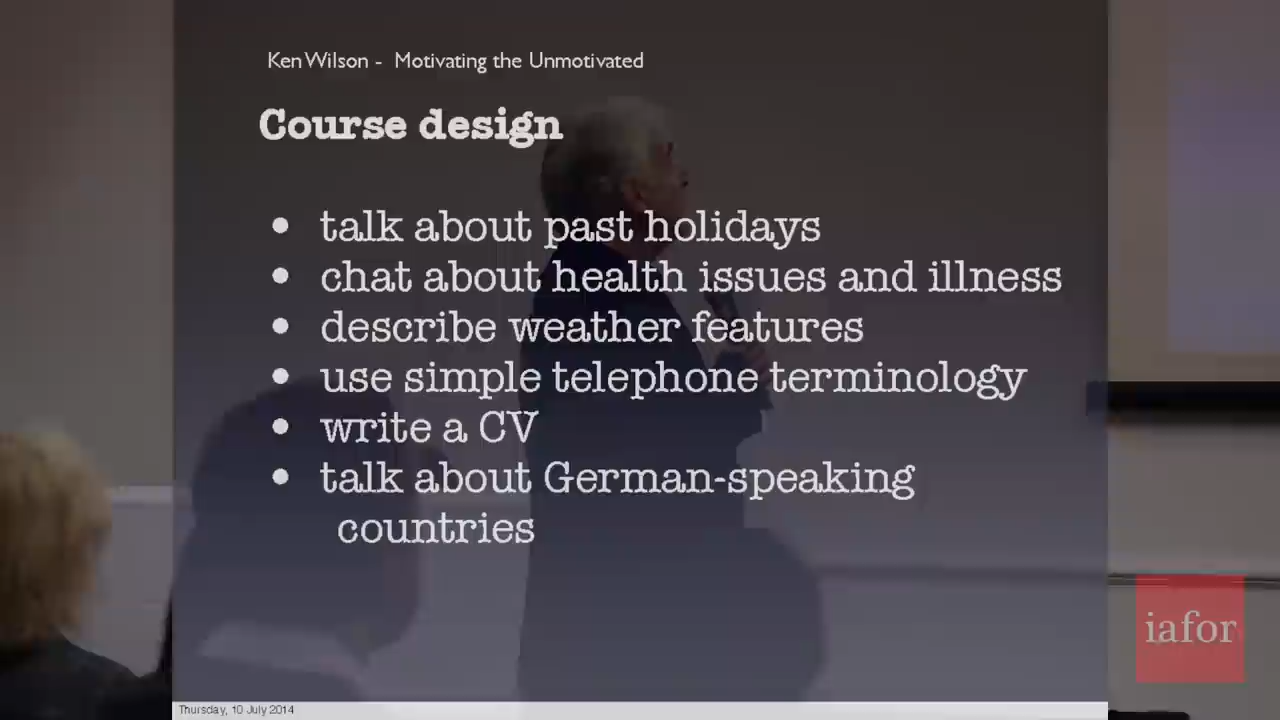 Ken Wilson - Motivating the Unmotivated
Course design
• talk about past holidays
• chat about health issues and illness
• describe weather features
• use simple telephone terminology
• write a CV
• talk about German-speaking
countries
iafor
Thursday, 10 July 2014